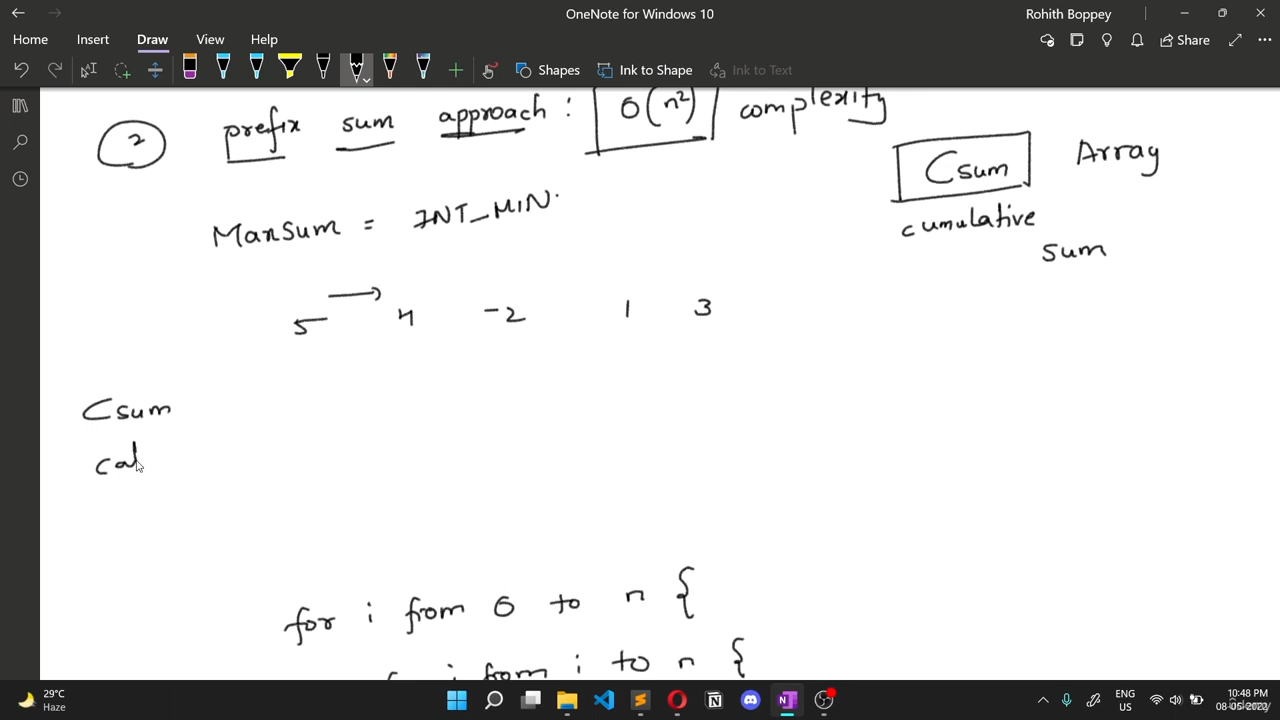 OneNote for Windows 10
Rohith Boppey
Home Insert Draw View Help
Share
Shapes
Ink to Shape
Ink to Text
2 prefix sum approach : O(n²) complexity
Csum Array
cumulative
sum
MaxSum = INT_MIN.
5 4 -2 1 3
Csum
cal
for i from 0 to n {
i from i to n {
29°C
Haze
ENG
US
10:48 PM